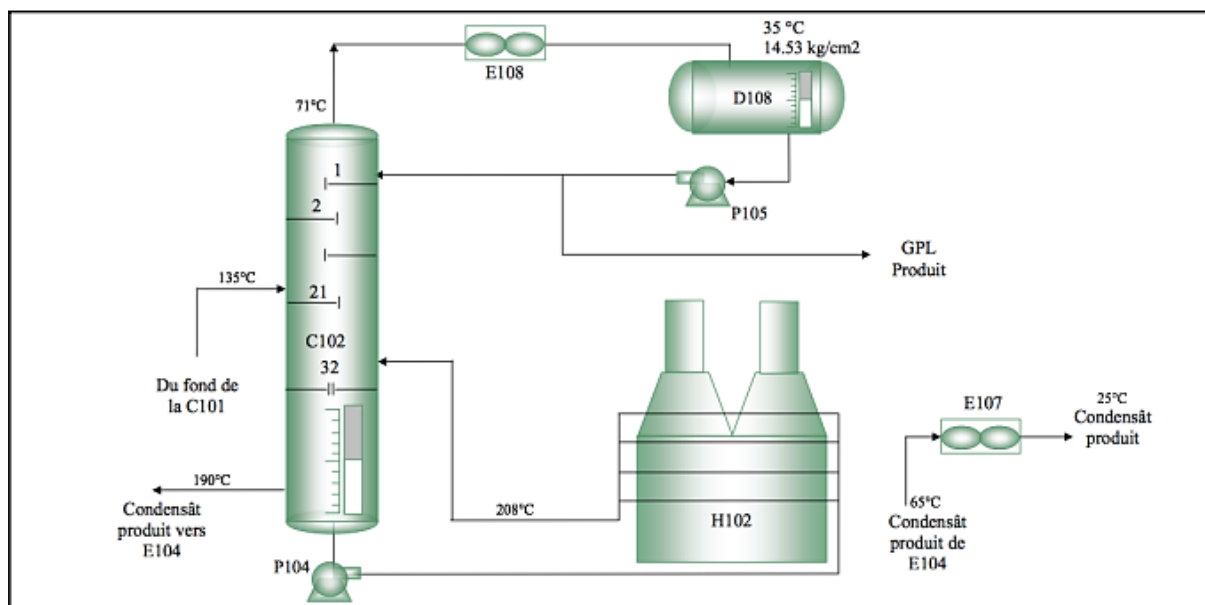 35 °C
14.53 kg/cm2
E108
D108
71°C
1
P105
2
GPL
Produit
135°C
21
C102
32
Du fond de
la C101
E107
25°C
Condensât
produit
190°C
Condensât
produit vers
E104
208°C
H102
65°C
Condensât
produit de
E104
P104